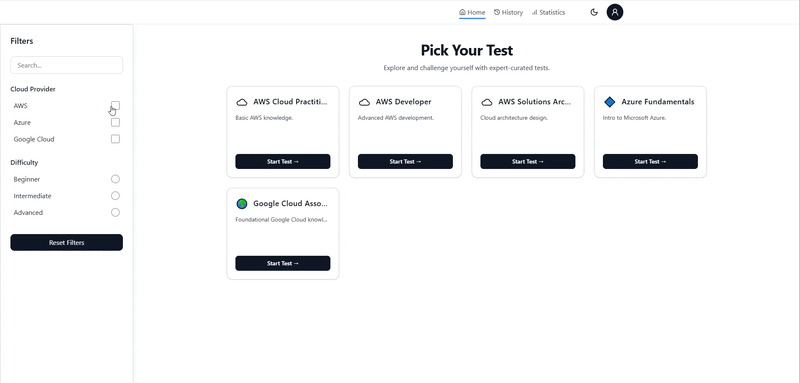 Home
History
Statistics
Filters
Search...
Cloud Provider
AWS
Azure
Google Cloud
Difficulty
Beginner
Intermediate
Advanced
Reset Filters
Pick Your Test
Explore and challenge yourself with expert-curated tests.
AWS Cloud Practiti...
Basic AWS knowledge.
Start Test →
AWS Developer
Advanced AWS development.
Start Test →
AWS Solutions Arc...
Cloud architecture design.
Start Test →
Azure Fundamentals
Intro to Microsoft Azure.
Start Test →
Google Cloud Asso...
Foundational Google Cloud knowl...
Start Test →